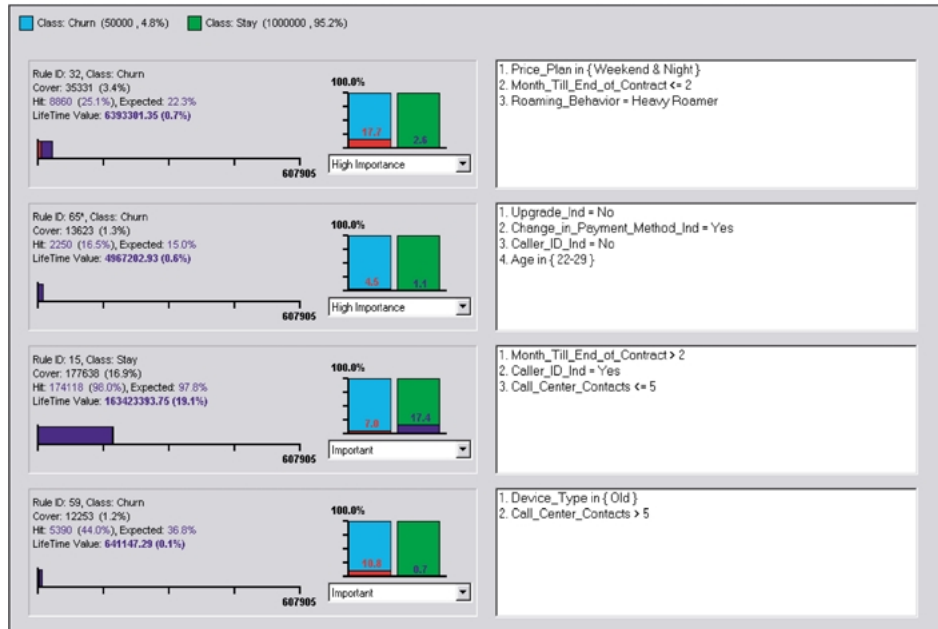 Class: Churn (50000 , 4.8%) Class: Stay (1000000 , 95.2%)
Rule ID: 32, Class: Churn
Cover: 35331 (3.4%)
Hit: 8860 (25.1%), Expected: 22.3%
LifeTime Value: 6393301.35 (0.7%)
607905
100.0%
17.7
2.6
High Importance
1. Price_Plan in { Weekend & Night }
2. Month_Till_End_of_Contract <= 2
3. Roaming_Behavior = Heavy Roamer
Rule ID: 65*, Class: Churn
Cover: 13623 (1.3%)
Hit: 2250 (16.5%), Expected: 15.0%
LifeTime Value: 4967202.93 (0.6%)
607905
100.0%
4.5
1.1
High Importance
1. Upgrade_Ind = No
2. Change_in_Payment_Method_Ind = Yes
3. Caller_ID_Ind = No
4. Age in { 22-29 }
Rule ID: 15, Class: Stay
Cover: 177638 (16.9%)
Hit: 174118 (98.0%), Expected: 97.8%
LifeTime Value: 163423393.75 (19.1%)
607905
100.0%
7.0
17.4
Important
1. Month_Till_End_of_Contract > 2
2. Caller_ID_Ind = Yes
3. Call_Center_Contacts <= 5
Rule ID: 59, Class: Churn
Cover: 12253 (1.2%)
Hit: 5390 (44.0%), Expected: 36.8%
LifeTime Value: 641147.29 (0.1%)
607905
100.0%
10.8
0.7
Important
1. Device_Type in { Old }
2. Call_Center_Contacts > 5